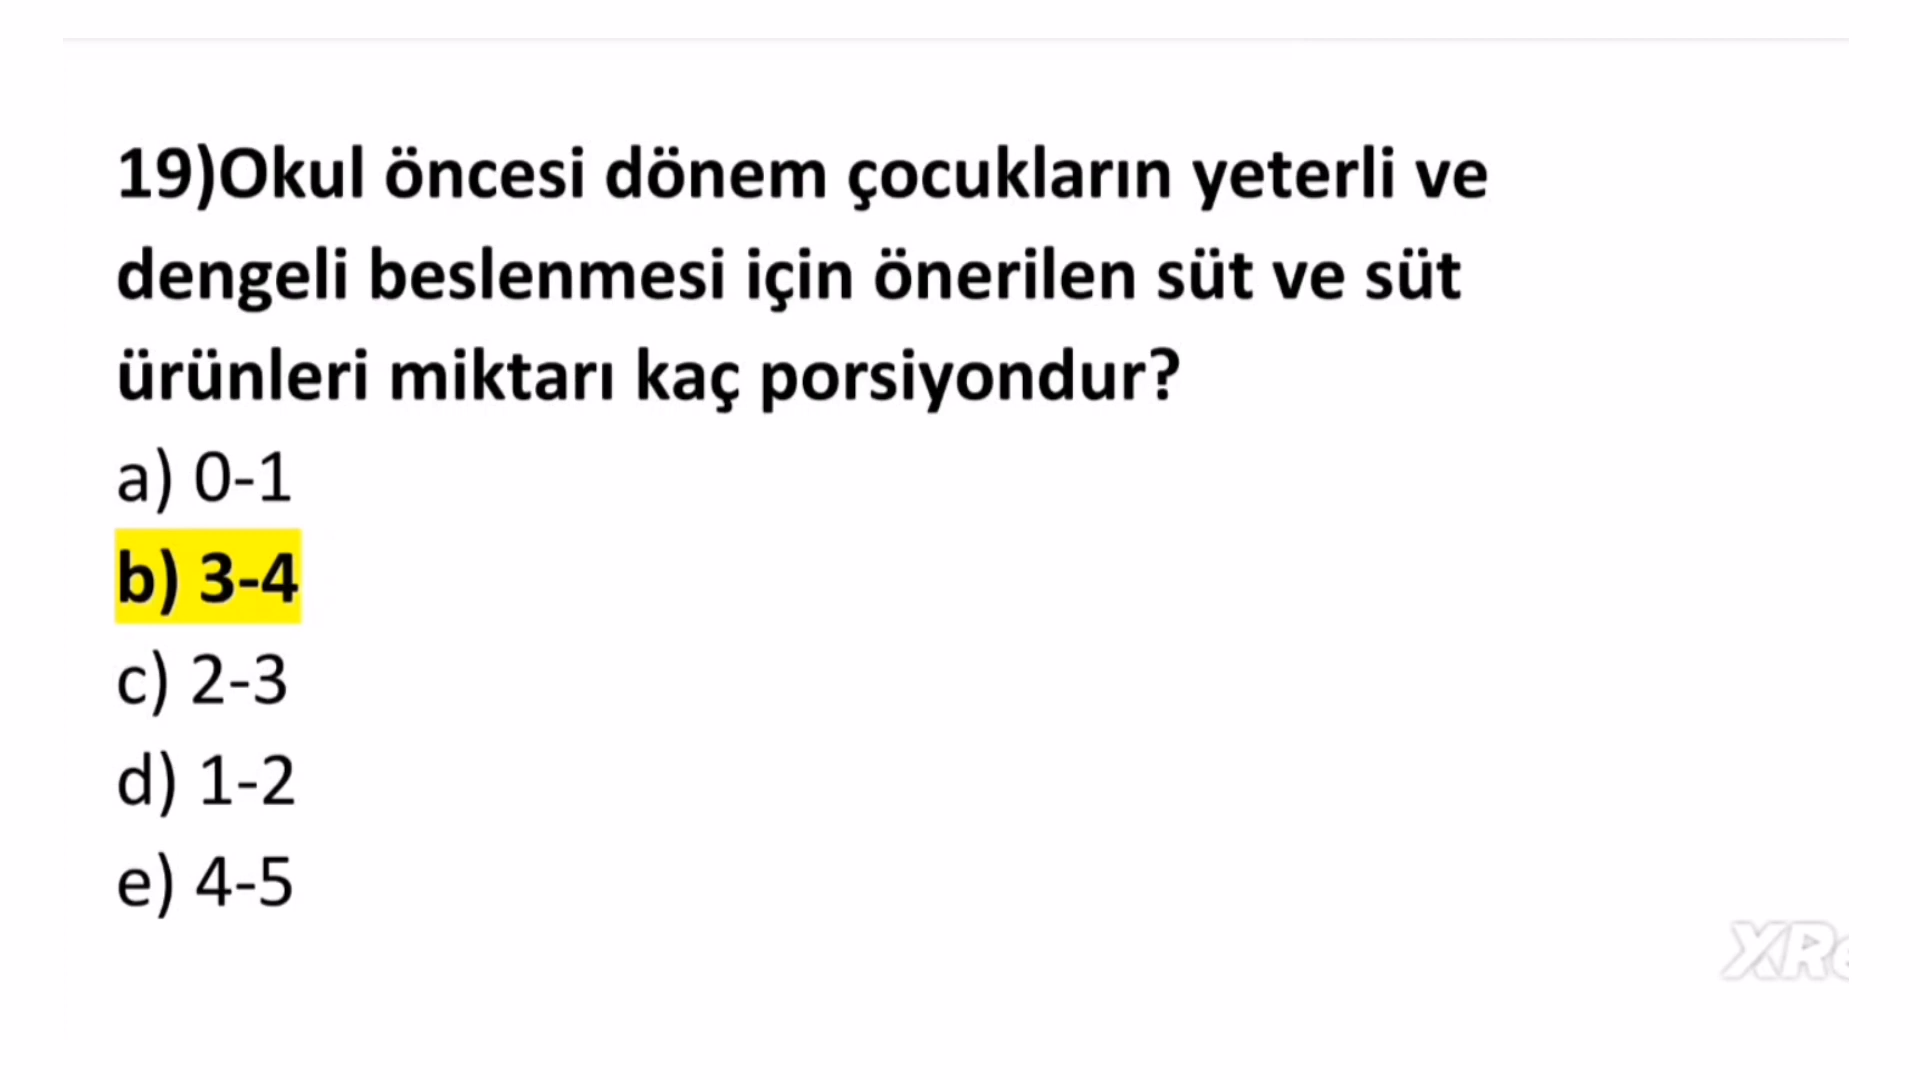 19)Okul öncesi dönem çocukların yeterli ve
dengeli beslenmesi için önerilen süt ve süt
ürünleri miktarı kaç porsiyondur?
a) 0-1
b) 3-4
c) 2-3
d) 1-2
e) 4-5